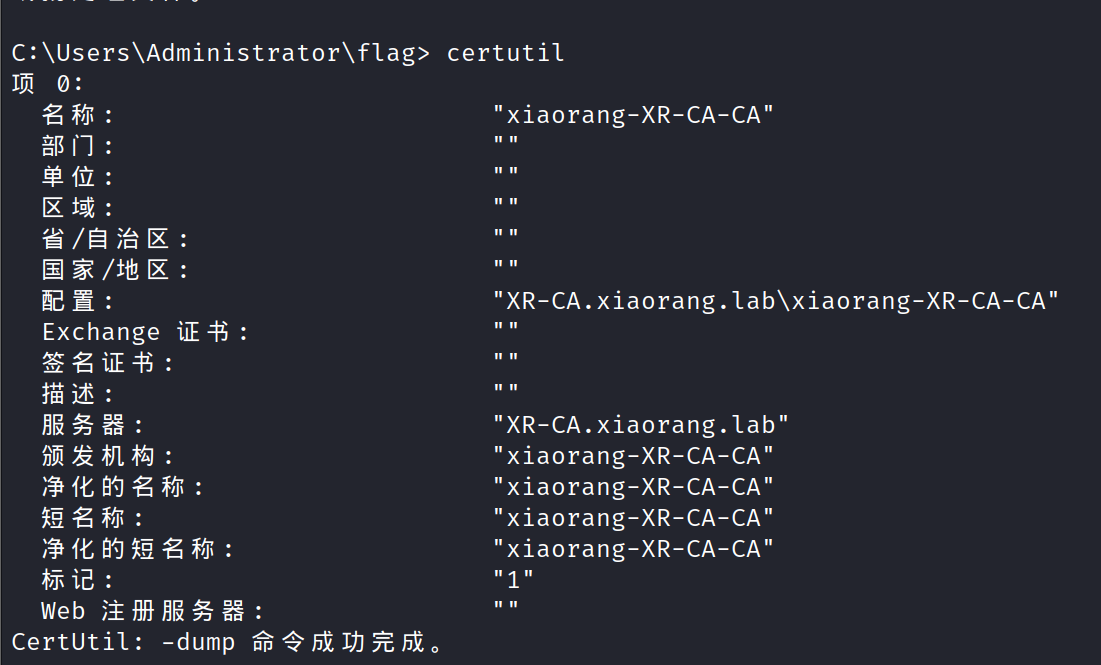 C:\Users\Administrator\flag> certutil
项 0:
名称: "xiaorang-XR-CA-CA"
部门: ""
单位: ""
区域: ""
省/自治区: ""
国家/地区: ""
配置: "XR-CA.xiaorang.lab\xiaorang-XR-CA-CA"
Exchange 证书: ""
签名证书: ""
描述: ""
服务器: "XR-CA.xiaorang.lab"
颁发机构: "xiaorang-XR-CA-CA"
净化的名称: "xiaorang-XR-CA-CA"
短名称: "xiaorang-XR-CA-CA"
净化的短名称: "xiaorang-XR-CA-CA"
标记: "1"
Web 注册服务器: ""
CertUtil: -dump 命令成功完成。